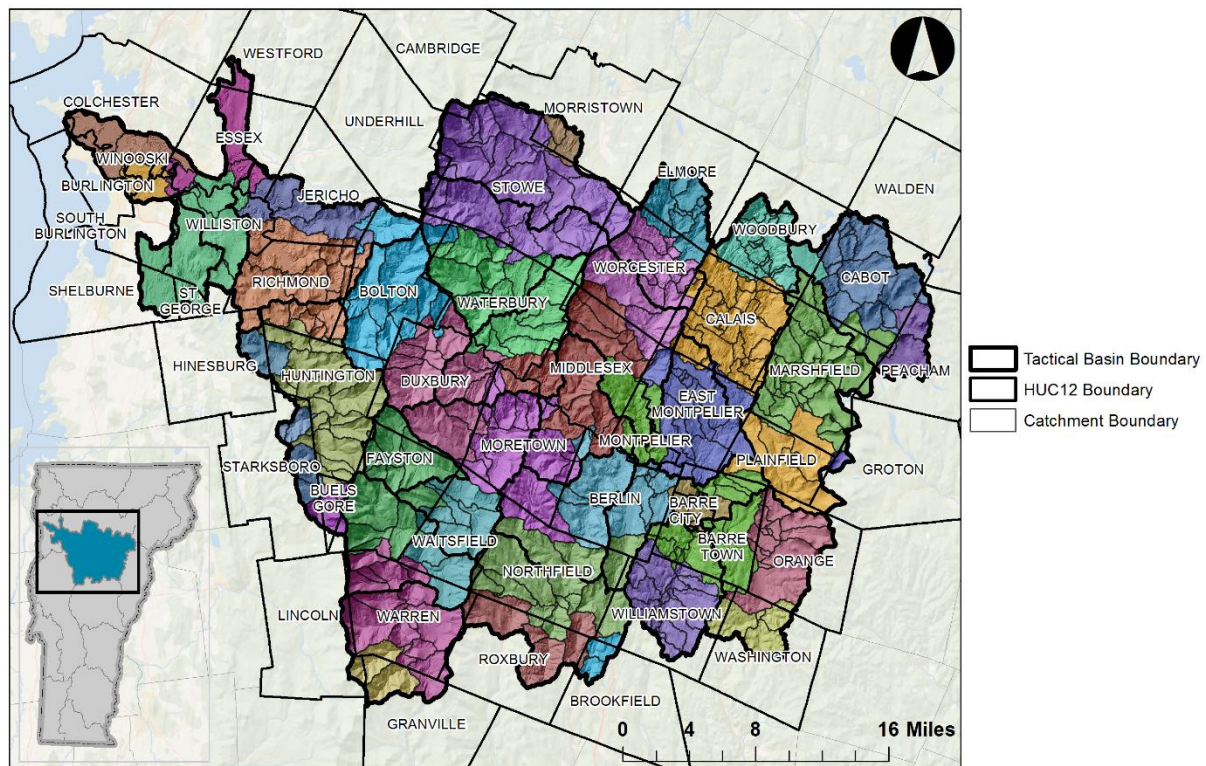 WESTFORD
CAMBRIDGE
COLCHESTER
MORRISTOWN
ESSEX
UNDERHILL
WINOOSKI
ELMORE
WALDEN
BURLINGTON
JERICHO
STOWE
SOUTH
BURLINGTON
WILLISTON
WOODBURY
WORCESTER
CABOT
RICHMOND
SHELBURNE
ST.
GEORGE
BOLTON
WATERBURY
CALAIS
HINESBURG
HUNTINGTON
DUXBURY
MIDDLESEX
MARSHFIELD
PEACHAM
EAST
MONTPELIER
MORETOWN
MONTPELIER
STARKSBORO
FAYSTON
PLAINFIELD
GROTON
BUELS
GORE
BERLIN
BARRE
CITY
WAITSFIELD
BARRE
TOWN
ORANGE
NORTHFIELD
LINCOLN
WARREN
WILLIAMSTOWN
ROXBURY
WASHINGTON
BROOKFIELD
GRANVILLE
0 8 16 Miles
4
Tactical Basin Boundary
HUC12 Boundary
Catchment Boundary